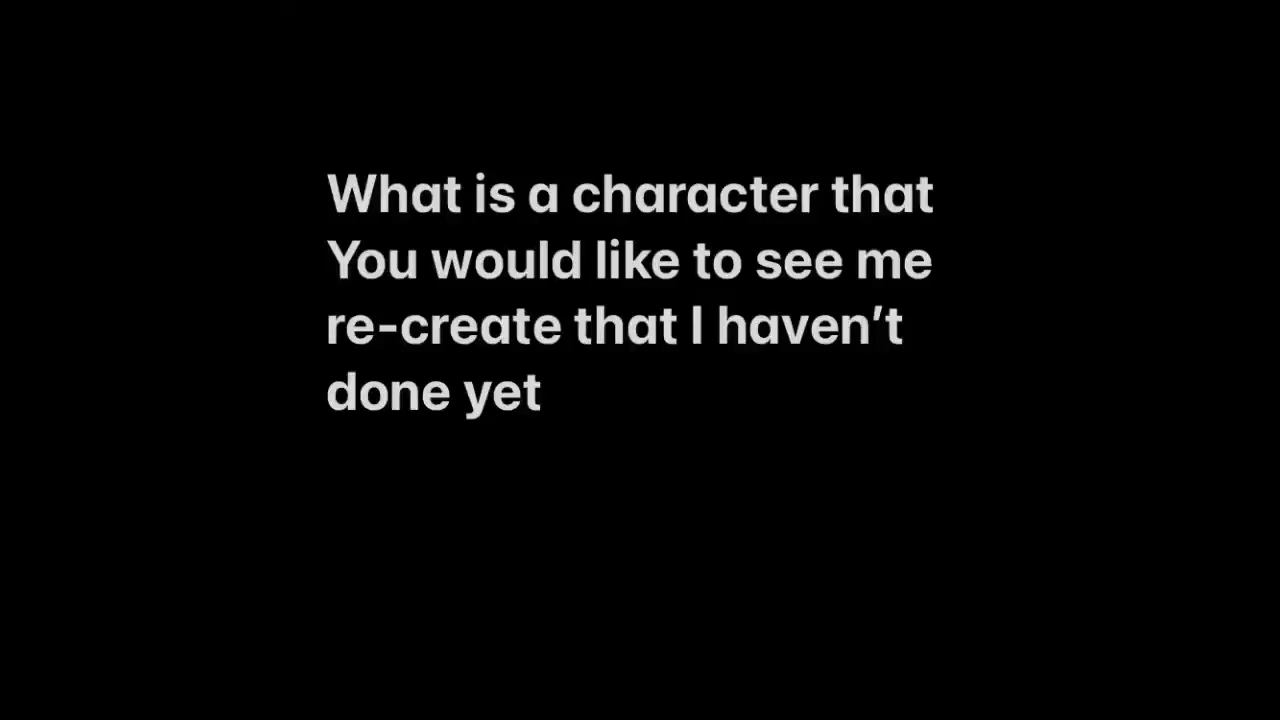 What is a character that
You would like to see me
re-create that I haven’t
done yet